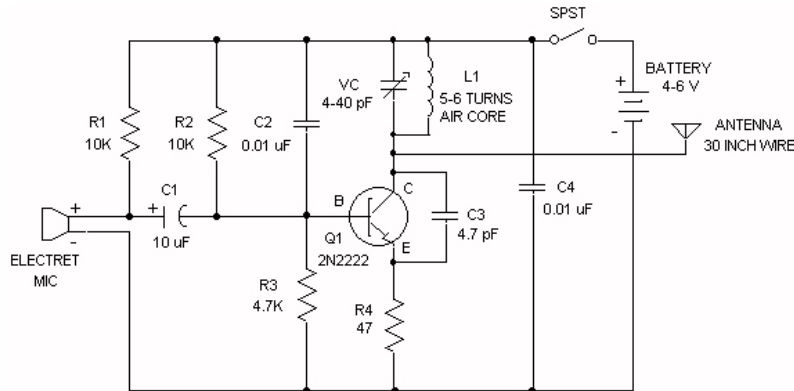 SPST
VC
4-40 pF
L1
5-6 TURNS
AIR CORE
+
BATTERY
4-6 V
-
R1
10K
R2
10K
C2
0.01 uF
ANTENNA
30 INCH WIRE
C1
+
10 uF
B
C
Q1
2N2222
E
C3
4.7 pF
C4
0.01 uF
+
-
ELECTRET
MIC
R3
4.7K
R4
47